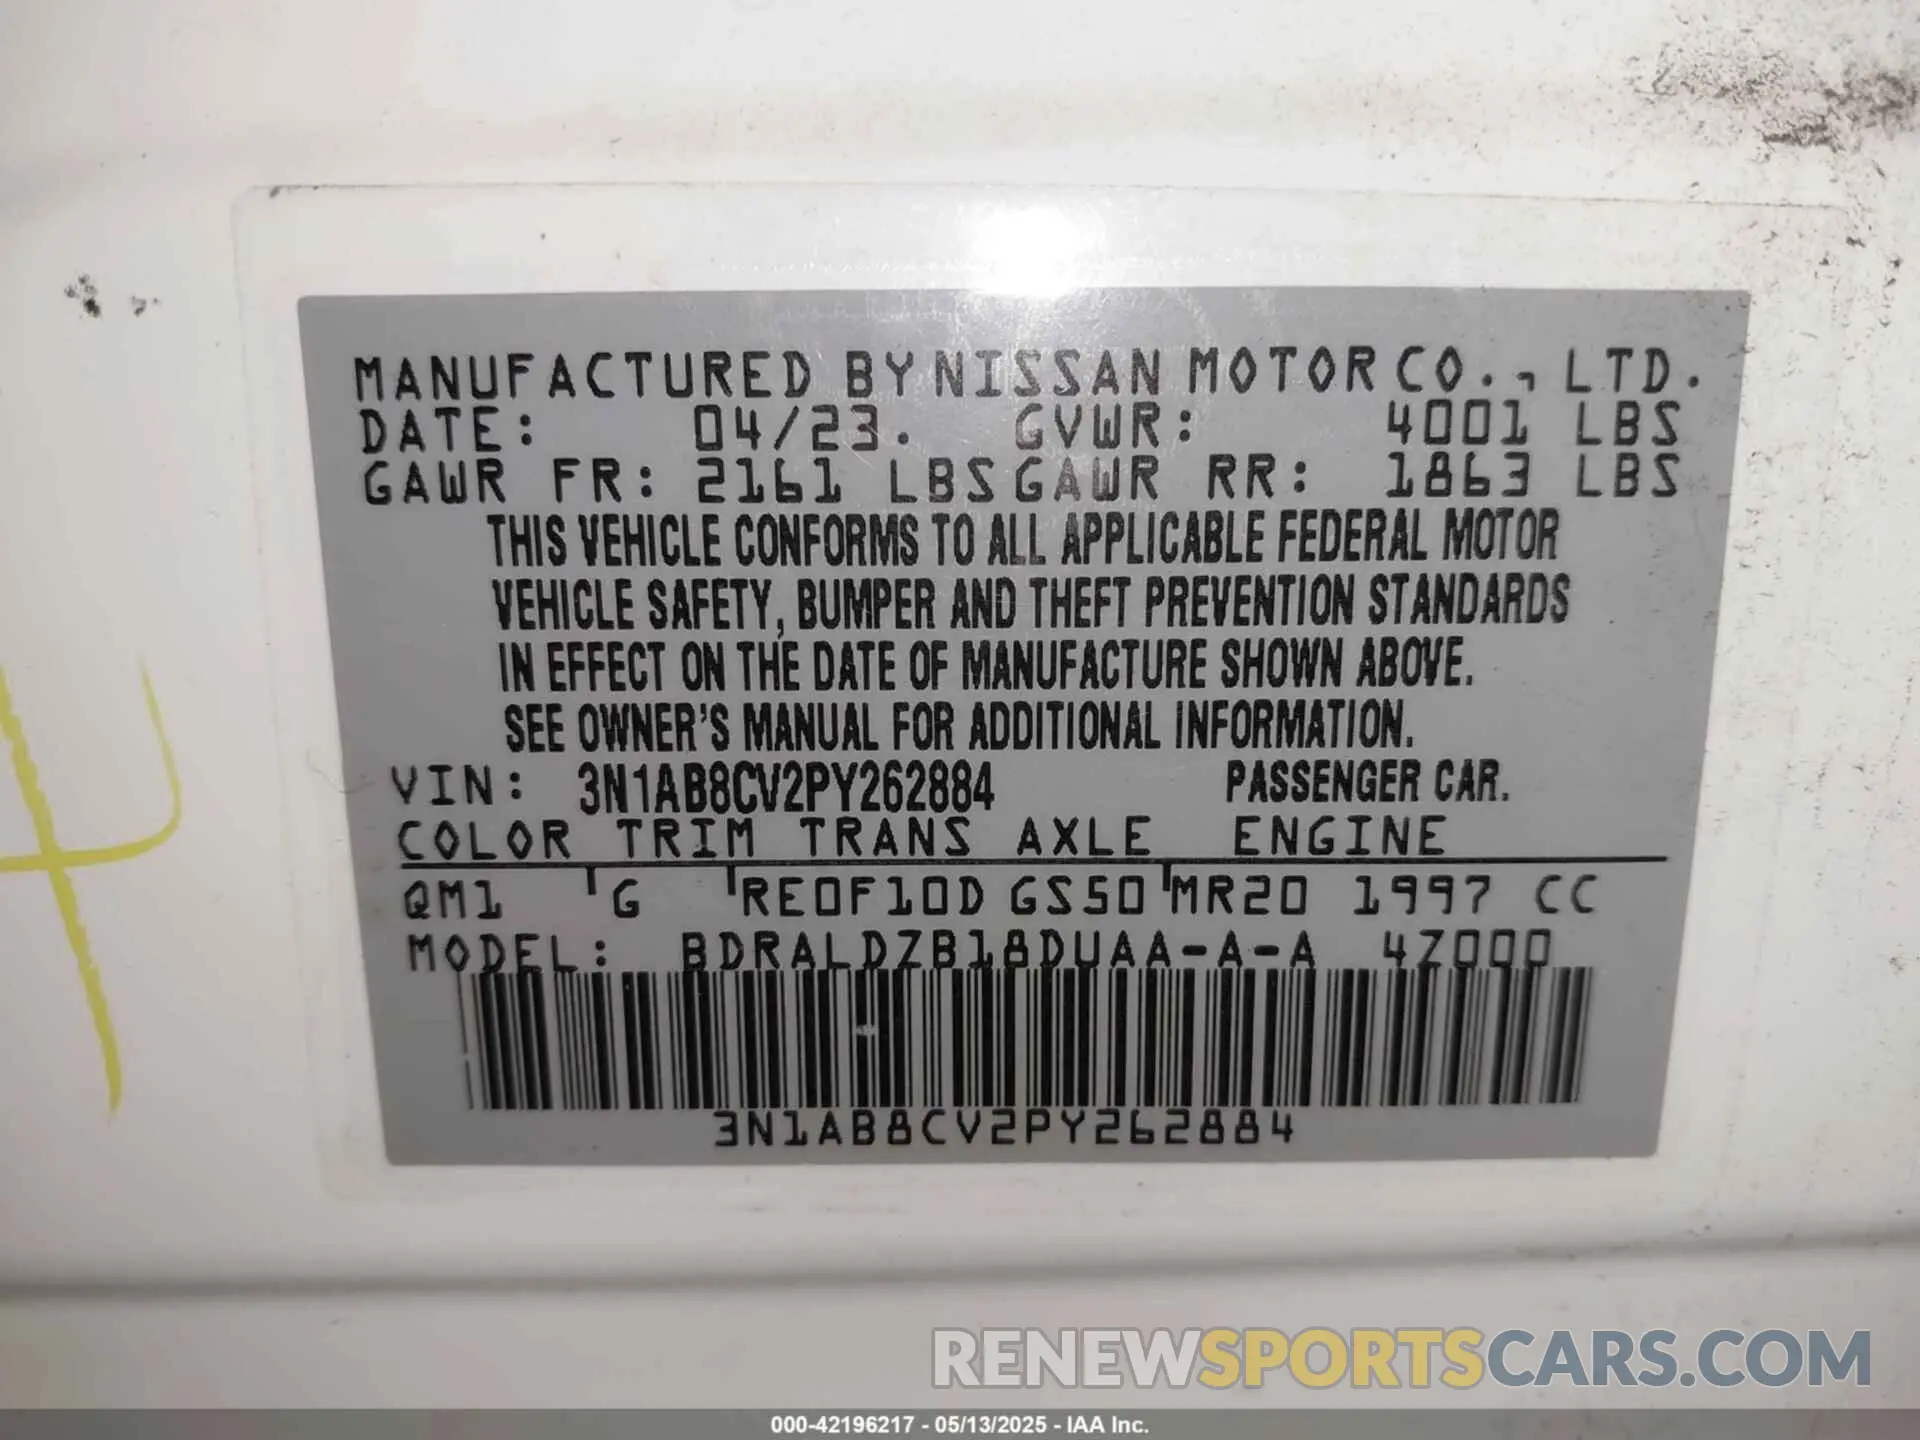 MANUFACTURED BY NISSAN MOTOR CO., LTD.
DATE: 04/23. GVWR: 4001 LBS
GAWR FR: 2161 LBS GAWR RR: 1863 LBS
THIS VEHICLE CONFORMS TO ALL APPLICABLE FEDERAL MOTOR
VEHICLE SAFETY, BUMPER AND THEFT PREVENTION STANDARDS
IN EFFECT ON THE DATE OF MANUFACTURE SHOWN ABOVE.
SEE OWNER'S MANUAL FOR ADDITIONAL INFORMATION.
VIN: 3N1AB8CV2PY262884 PASSENGER CAR.
COLOR TRIM TRANS AXLE ENGINE
QM1 G RE0F10D GS50 MR20 1997 CC
MODEL: BDRALDZB18DUAA-A-A 4Z000
3N1AB8CV2PY262884
RENEWSPORTSCARS.COM
000-42196217 - 05/13/2025 - IAA Inc.